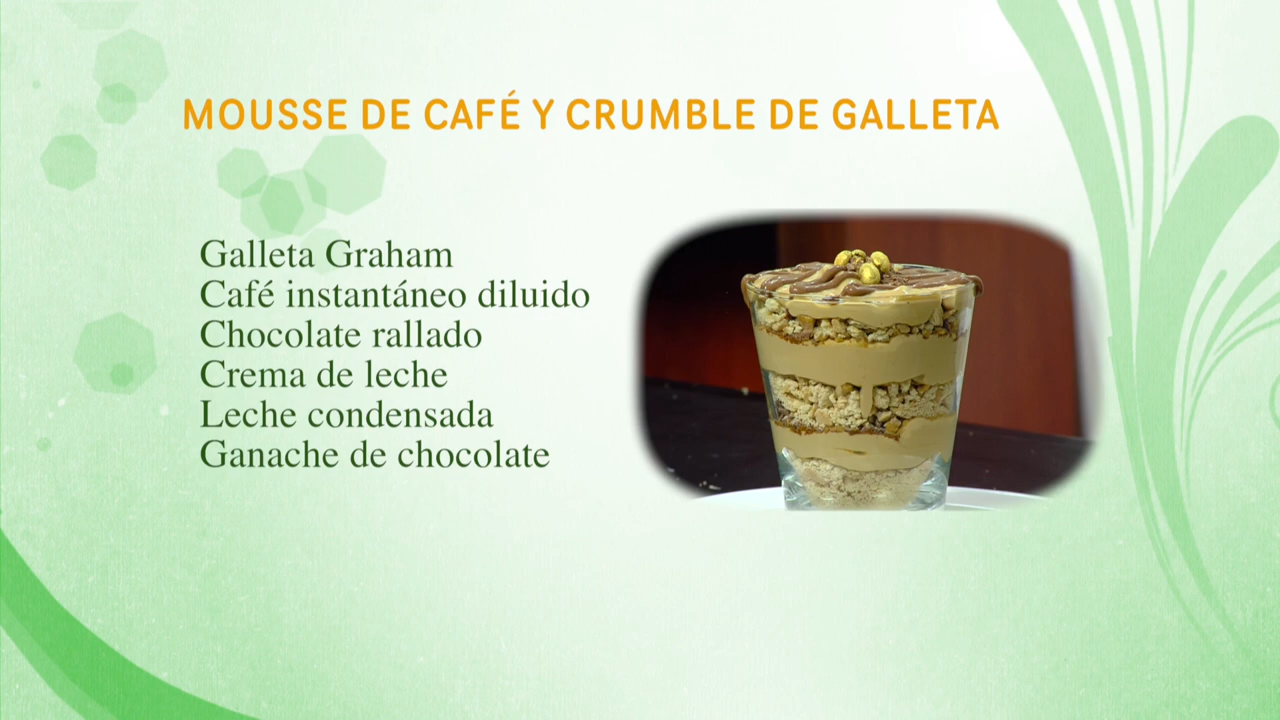 MOUSSE DE CAFÉ Y CRUMBLE DE GALLETA
Galleta Graham
Café instantáneo diluido
Chocolate rallado
Crema de leche
Leche condensada
Ganache de chocolate